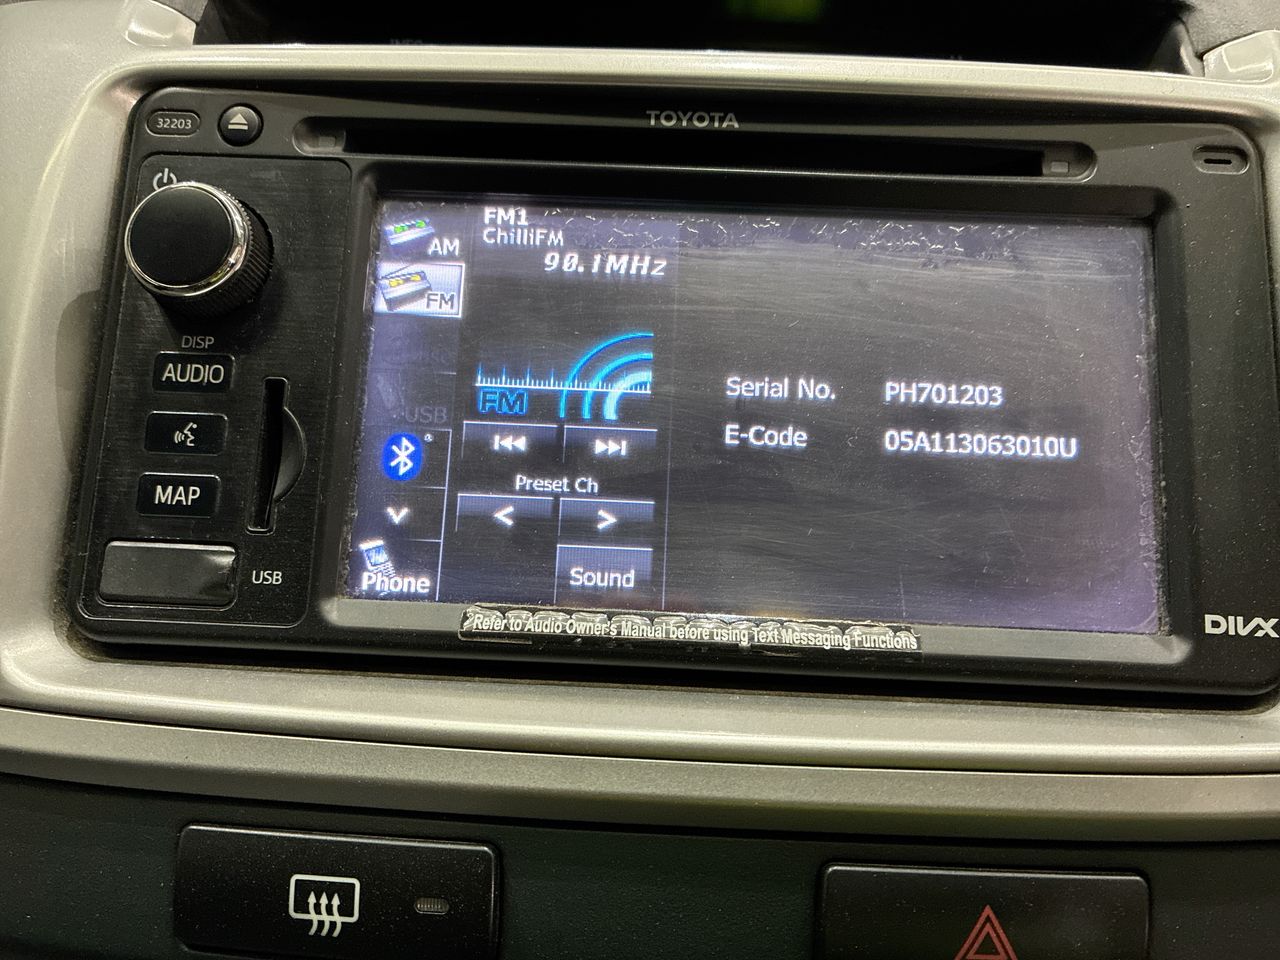 32203
TOYOTA
DISP
AUDIO
MAP
USB
AM
FM
USB
Phone
FM1
ChilliFM
90.1MHz
FM
Preset Ch
< >
Sound
Serial No. PH701203
E-Code 05A113063010U
Refer to Audio Owner's Manual before using Text Messaging Functions
DIVX